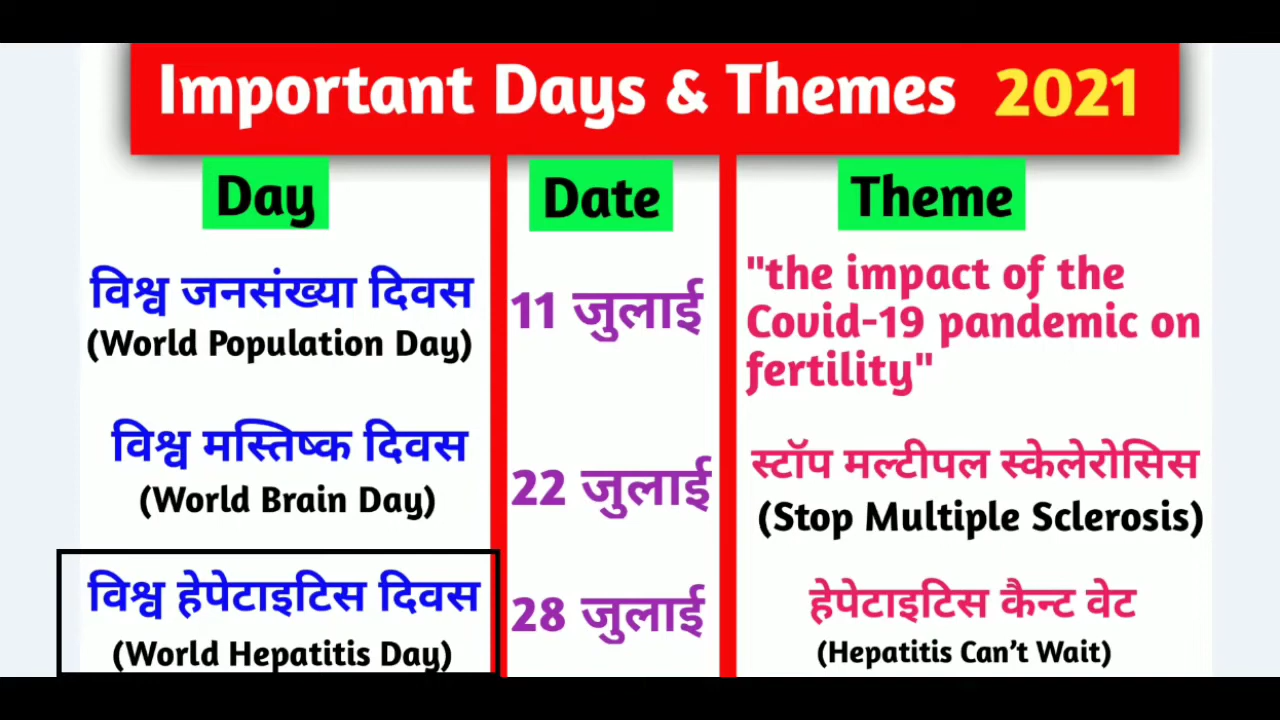 Important Days & Themes 2021
Day
Date
Theme
विश्व जनसंख्या दिवस
(World Population Day)
11 जुलाई
"the impact of the
Covid-19 pandemic on
fertility"
विश्व मस्तिष्क दिवस
(World Brain Day)
22 जुलाई
स्टॉप मल्टीपल स्केलेरोसिस
(Stop Multiple Sclerosis)
विश्व हेपेटाइटिस दिवस
(World Hepatitis Day)
28 जुलाई
हेपेटाइटिस कैन्ट वेट
(Hepatitis Can’t Wait)